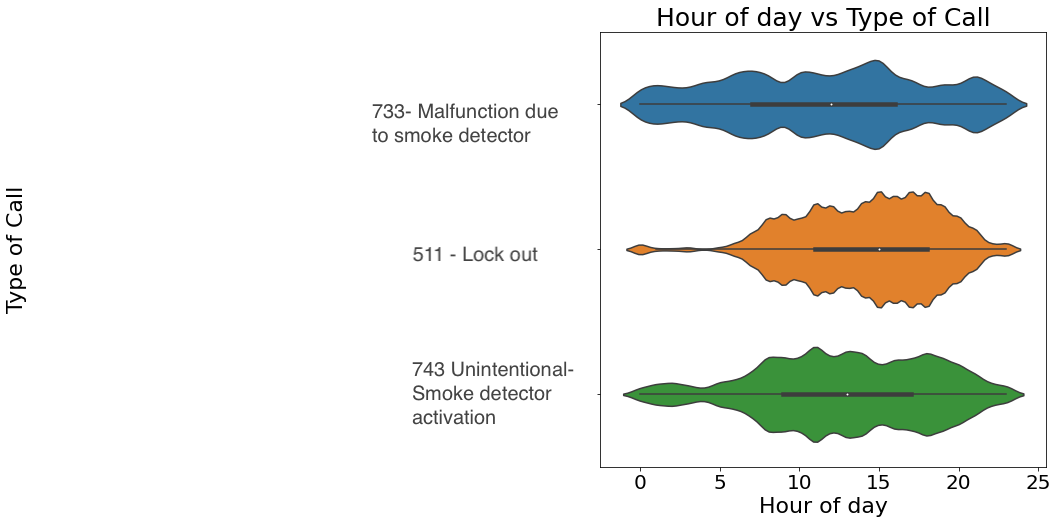 Hour of day vs Type of Call
Type of Call
733- Malfunction due
to smoke detector
511 - Lock out
743 Unintentional-
Smoke detector
activation
0 5 10 15 20 25
Hour of day